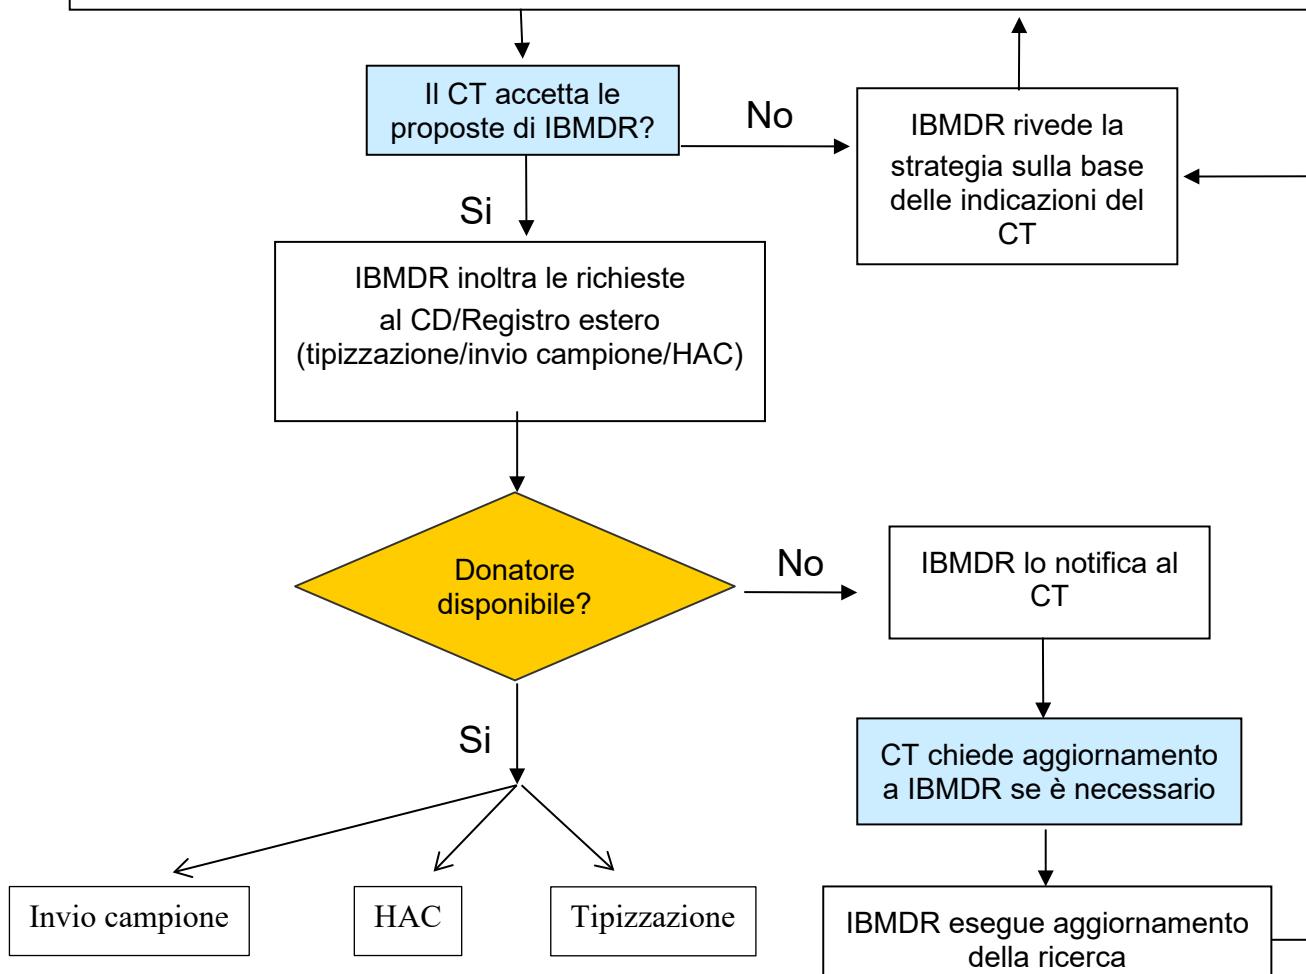 Il CT accetta le
proposte di IBMDR?
No
IBMDR rivede la
strategia sulla base
delle indicazioni del
CT
Si
IBMDR inoltra le richieste
al CD/Registro estero
(tipizzazione/invio campione/HAC)
Donatore
disponibile?
No
IBMDR lo notifica al
CT
Si
CT chiede aggiornamento
a IBMDR se è necessario
Invio campione
HAC
Tipizzazione
IBMDR esegue aggiornamento
della ricerca